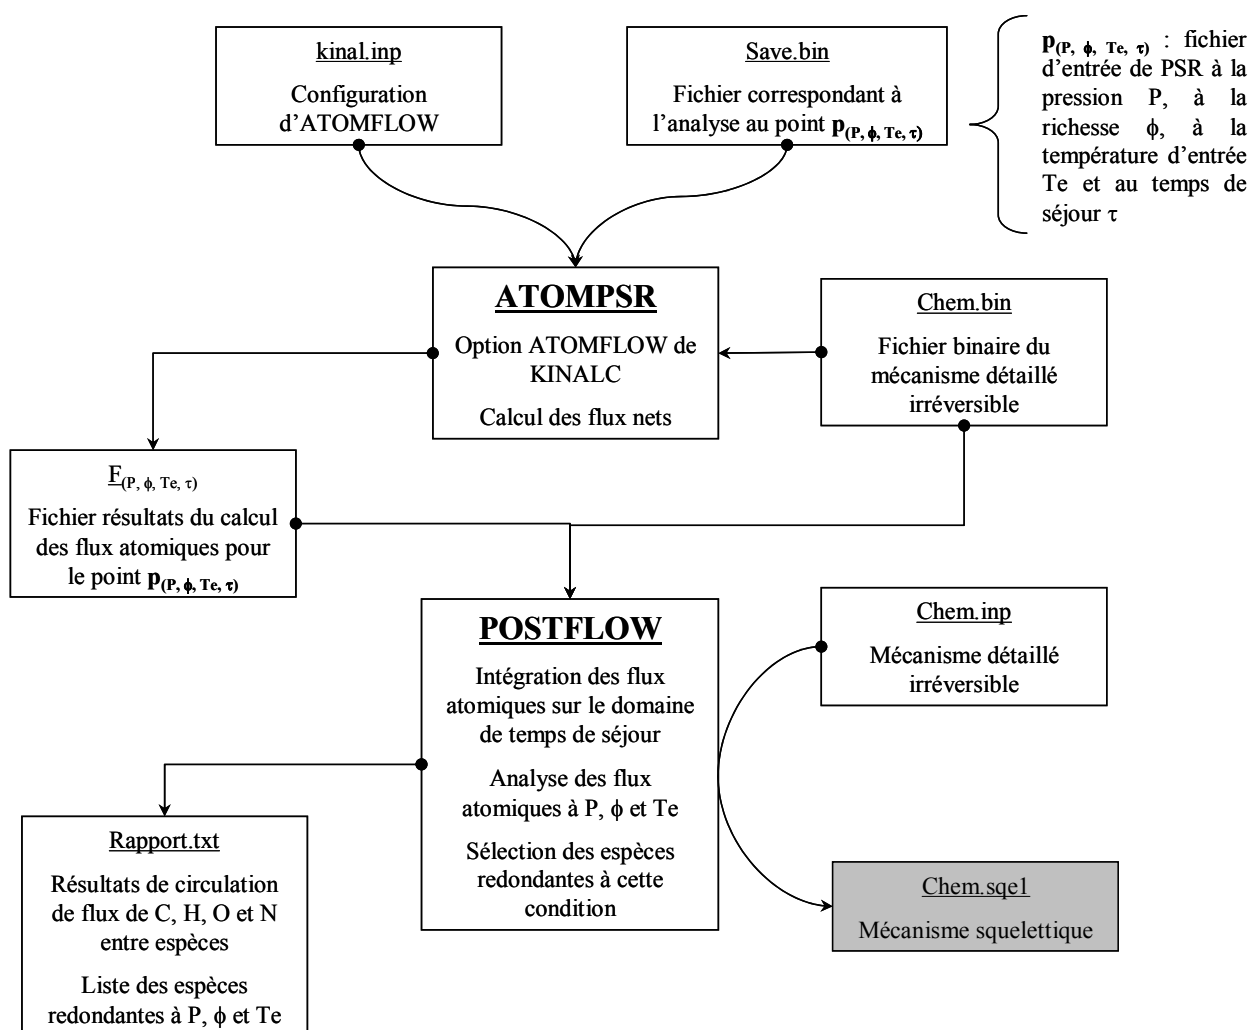 kinal.inp
Configuration
d'ATOMFLOW
Save.bin
Fichier correspondant à
l'analyse au point p(P, ϕ, Te, τ)
p(P, ϕ, Te, τ) : fichier
d'entrée de PSR à la
pression P, à la
richesse ϕ, à la
température d'entrée
Te et au temps de
séjour τ
ATOMPSR
Option ATOMFLOW de
KINALC
Calcul des flux nets
Chem.bin
Fichier binaire du
mécanisme détaillé
irréversible
F(P, ϕ, Te, τ)
Fichier résultats du calcul
des flux atomiques pour
le point p(P, ϕ, Te, τ)
POSTFLOW
Intégration des flux
atomiques sur le domaine
de temps de séjour
Analyse des flux
atomiques à P, ϕ et Te
Sélection des espèces
redondantes à cette
condition
Chem.inp
Mécanisme détaillé
irréversible
Rapport.txt
Résultats de circulation
de flux de C, H, O et N
entre espèces
Liste des espèces
redondantes à P, ϕ et Te
Chem.sqe1
Mécanisme squelettique